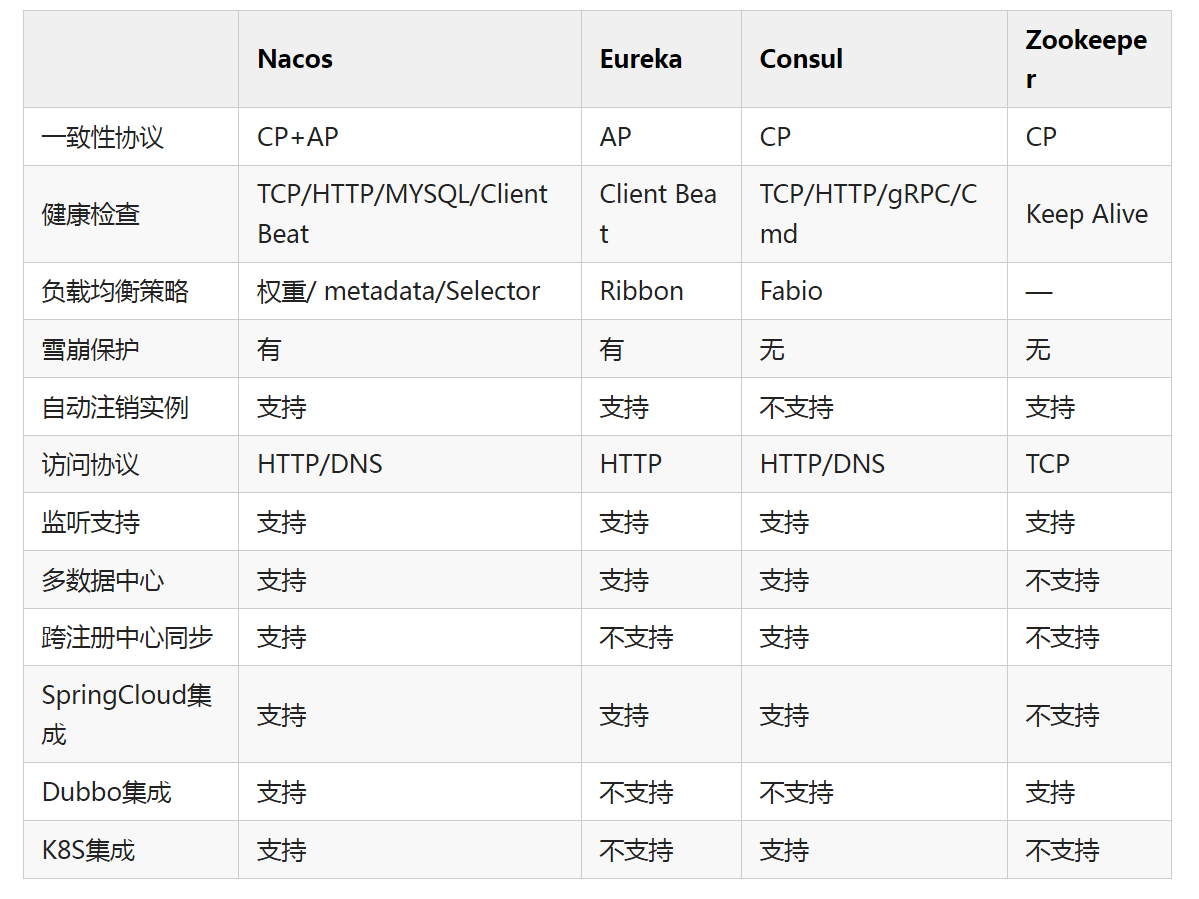 Nacos Eureka Consul Zookeepe
r
一致性协议 CP+AP AP CP CP
健康检查 TCP/HTTP/MYSQL/Client
Beat Client Bea
t TCP/HTTP/gRPC/C
md Keep Alive
负载均衡策略 权重/ metadata/Selector Ribbon Fabio —
雪崩保护 有 有 无 无
自动注销实例 支持 支持 不支持 支持
访问协议 HTTP/DNS HTTP HTTP/DNS TCP
监听支持 支持 支持 支持 支持
多数据中心 支持 支持 支持 不支持
跨注册中心同步 支持 不支持 支持 不支持
SpringCloud集
成 支持 支持 支持 不支持
Dubbo集成 支持 不支持 不支持 支持
K8S集成 支持 不支持 支持 不支持